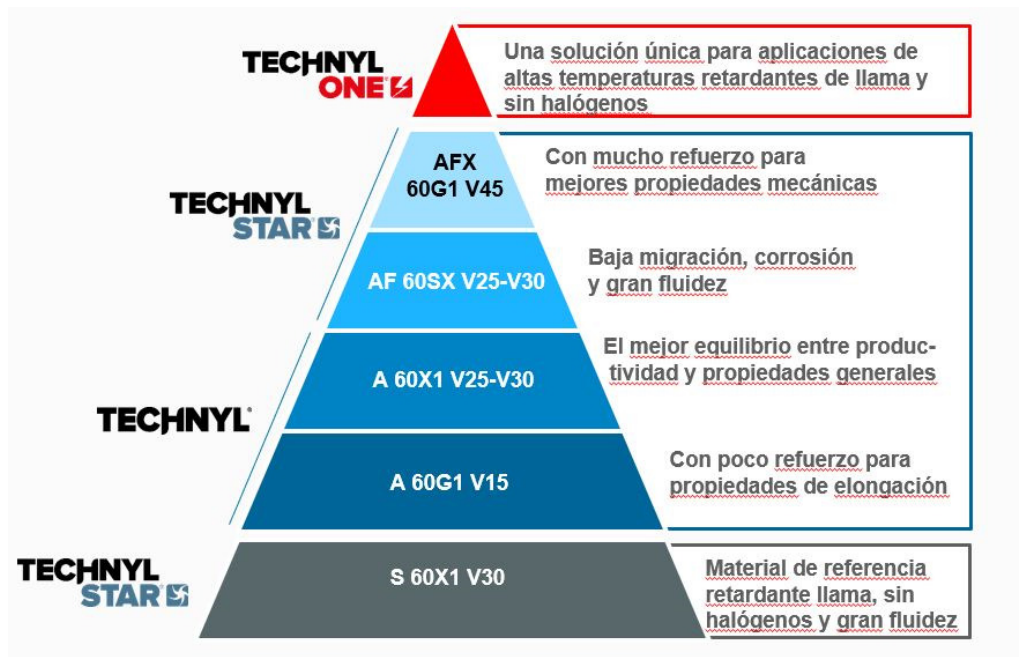 TECHNYL
ONE®
Una solución única para aplicaciones de
altas temperaturas retardantes de llama y
sin halógenos
AFX
60G1 V45
Con mucho refuerzo para
mejores propiedades mecánicas
TECHNYL
STAR®
AF 60SX V25-V30
Baja migración, corrosión
y gran fluidez
A 60X1 V25-V30
El mejor equilibrio entre produc-
tividad y propiedades generales
TECHNYL®
A 60G1 V15
Con poco refuerzo para
propiedades de elongación
TECHNYL
STAR®
S 60X1 V30
Material de referencia
retardante llama, sin
halógenos y gran fluidez